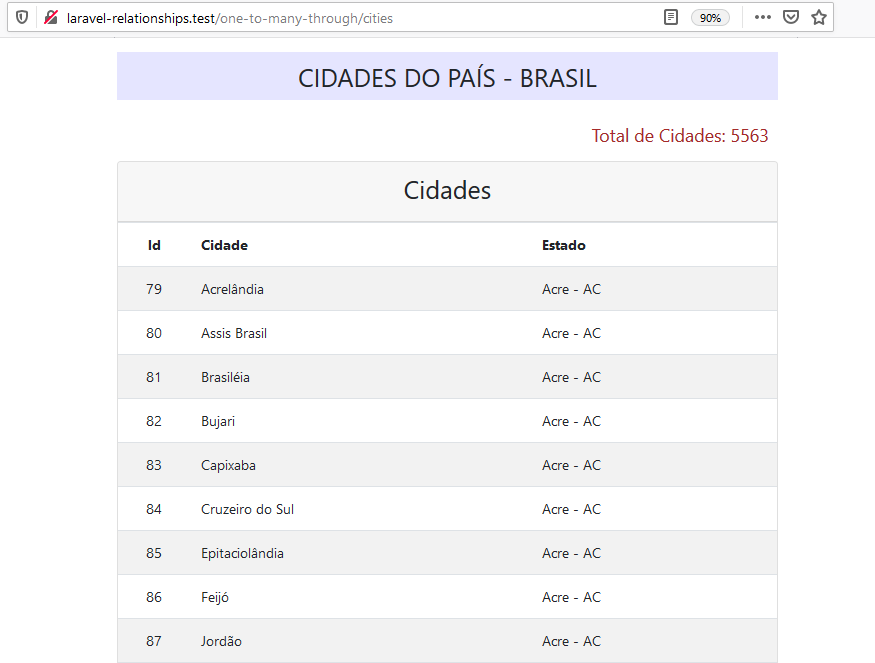 laravel-relationships.test/one-to-many-through/cities 90%
CIDADES DO PAÍS - BRASIL
Total de Cidades: 5563
Cidades
Id Cidade Estado
79 Acrelândia Acre - AC
80 Assis Brasil Acre - AC
81 Brasiléia Acre - AC
82 Bujari Acre - AC
83 Capixaba Acre - AC
84 Cruzeiro do Sul Acre - AC
85 Epitaciolândia Acre - AC
86 Feijó Acre - AC
87 Jordão Acre - AC